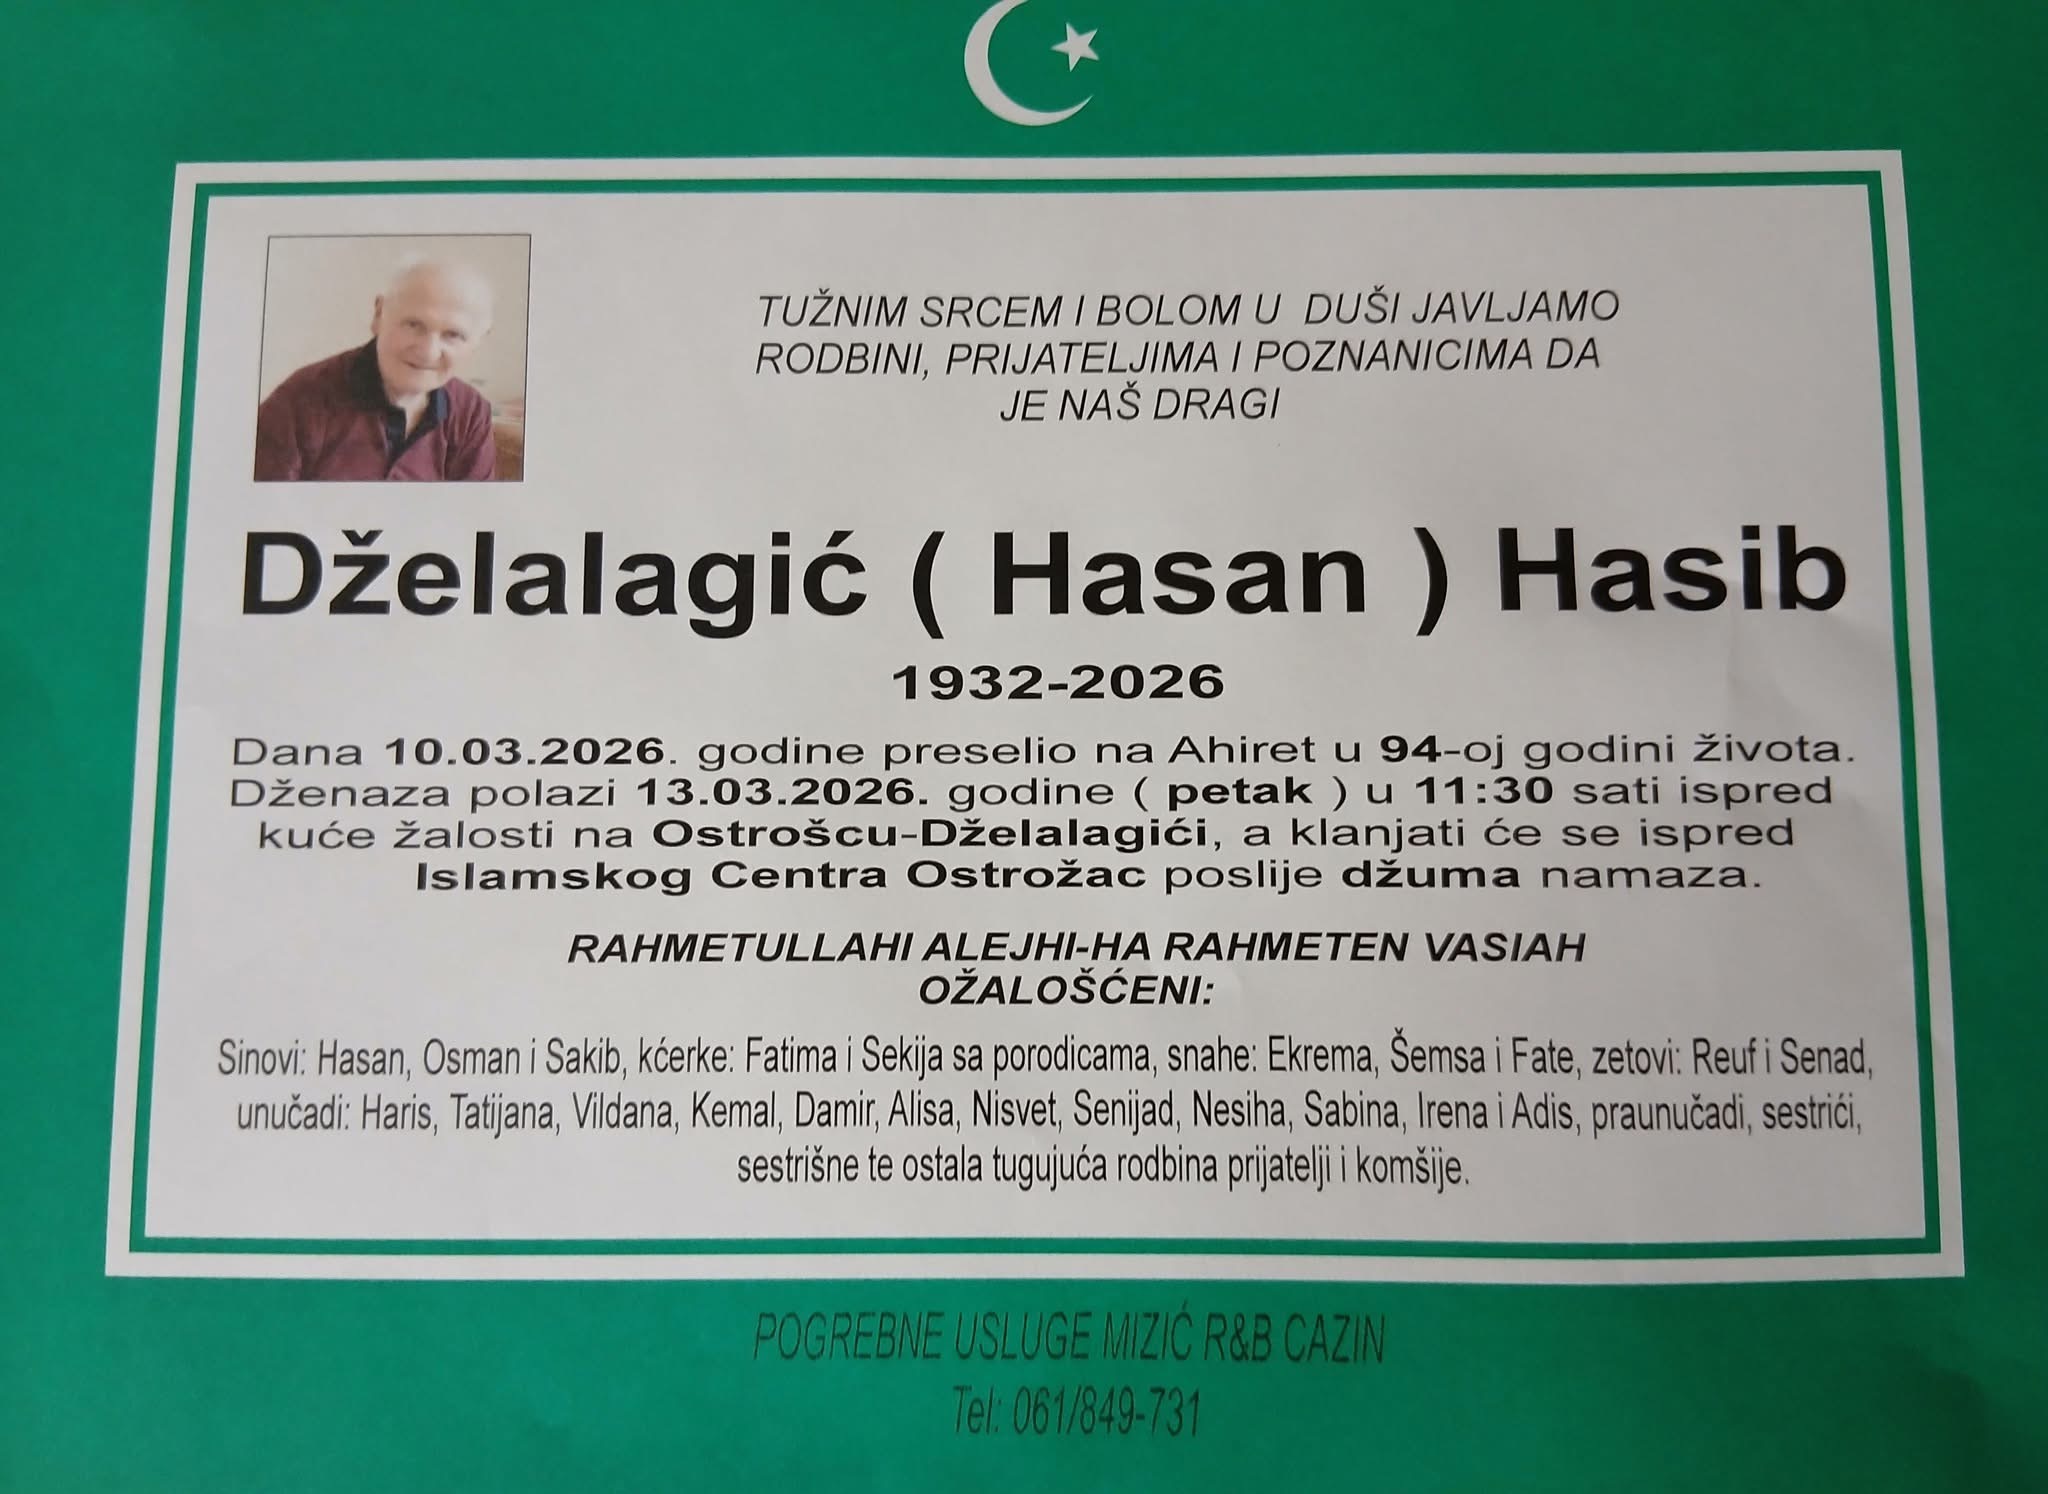 TUŽNIM SRCEM I BOLOM U DUŠI JAVLJAMO
RODBINI, PRIJATELJIMA I POZNANICIMA DA
JE NAŠ DRAGI
Dželalagić ( Hasan ) Hasib
1932-2026
Dana 10.03.2026. godine preselio na Ahiret u 94-oj godini života.
Dženaza polazi 13.03.2026. godine ( petak ) u 11:30 sati ispred
kuće žalosti na Ostrošcu-Dželalagići, a klanjati će se ispred
Islamskog Centra Ostrožac poslije džuma namaza.
RAHMETULLAHI ALEJHI-HA RAHMETEN VASIAH
OŽALOŠĆENI:
Sinovi: Hasan, Osman i Sakib, kćerke: Fatima i Sekija sa porodicama, snahe: Ekrema, Šemsa i Fate, zetovi: Reuf i Senad,
unučadi: Haris, Tatijana, Vildana, Kemal, Damir, Alisa, Nisvet, Senijad, Nesiha, Sabina, Irena i Adis, praunučadi, sestrići,
sestrišne te ostala tugujuća rodbina prijatelji i komšije.
POGREBNE USLUGE MIZIĆ R&B CAZIN
Tel: 061/849-731